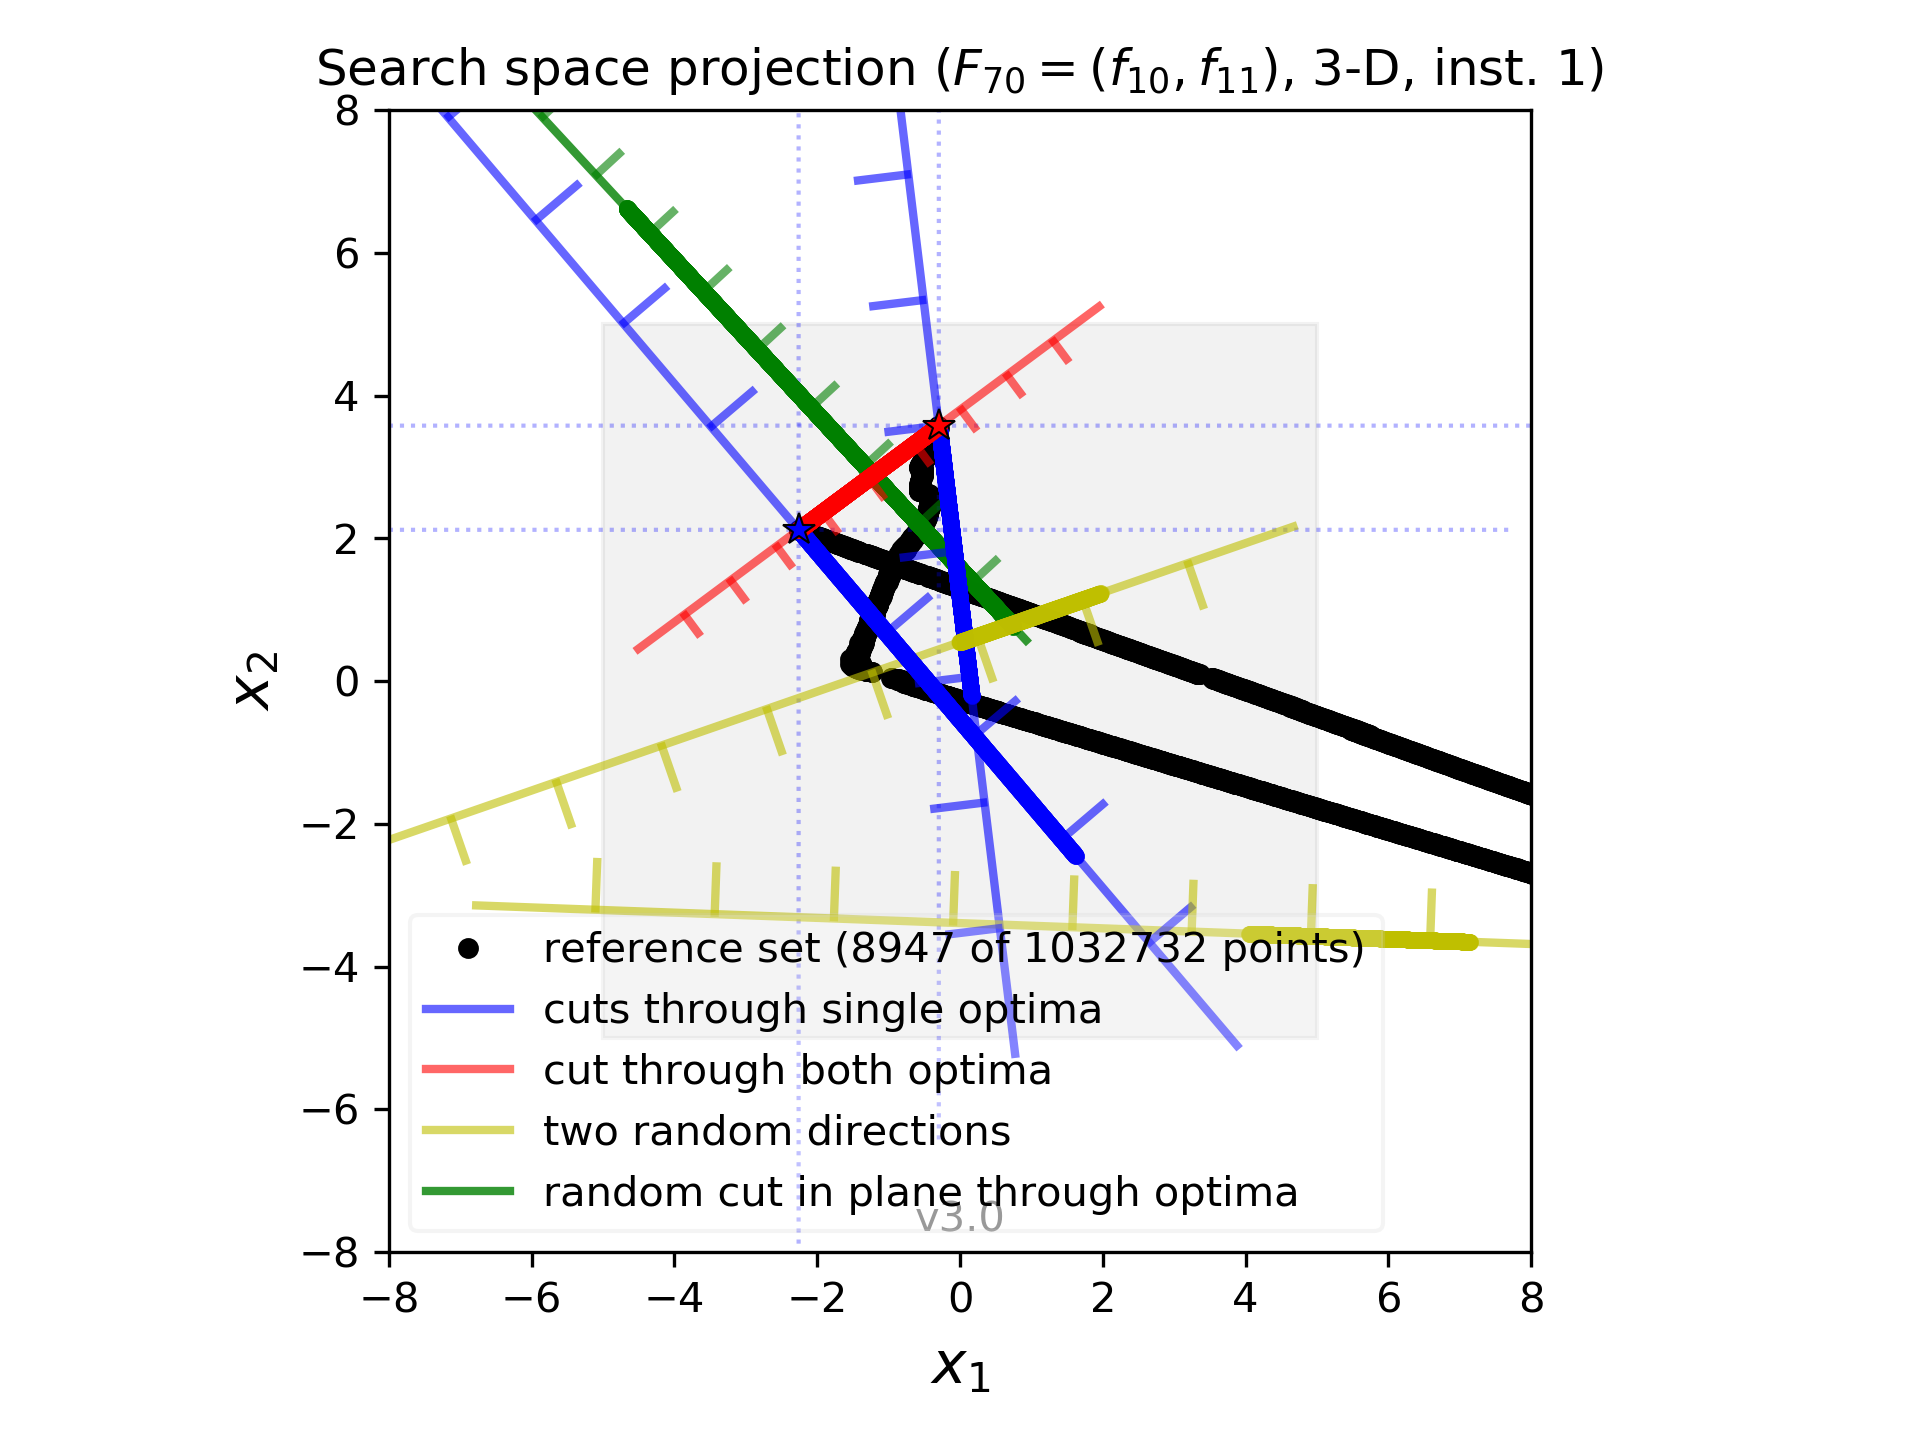 Search space projection (F₇₀ = (f₁₀, f₁₁), 3-D, inst. 1)
8
6
4
2
0
−2
−4
−6
−8
x₂
reference set (8947 of 1032732 points)
cuts through single optima
cut through both optima
two random directions
random cut in plane through optima
v3.0
−8 −6 −4 −2 0 2 4 6 8
x₁